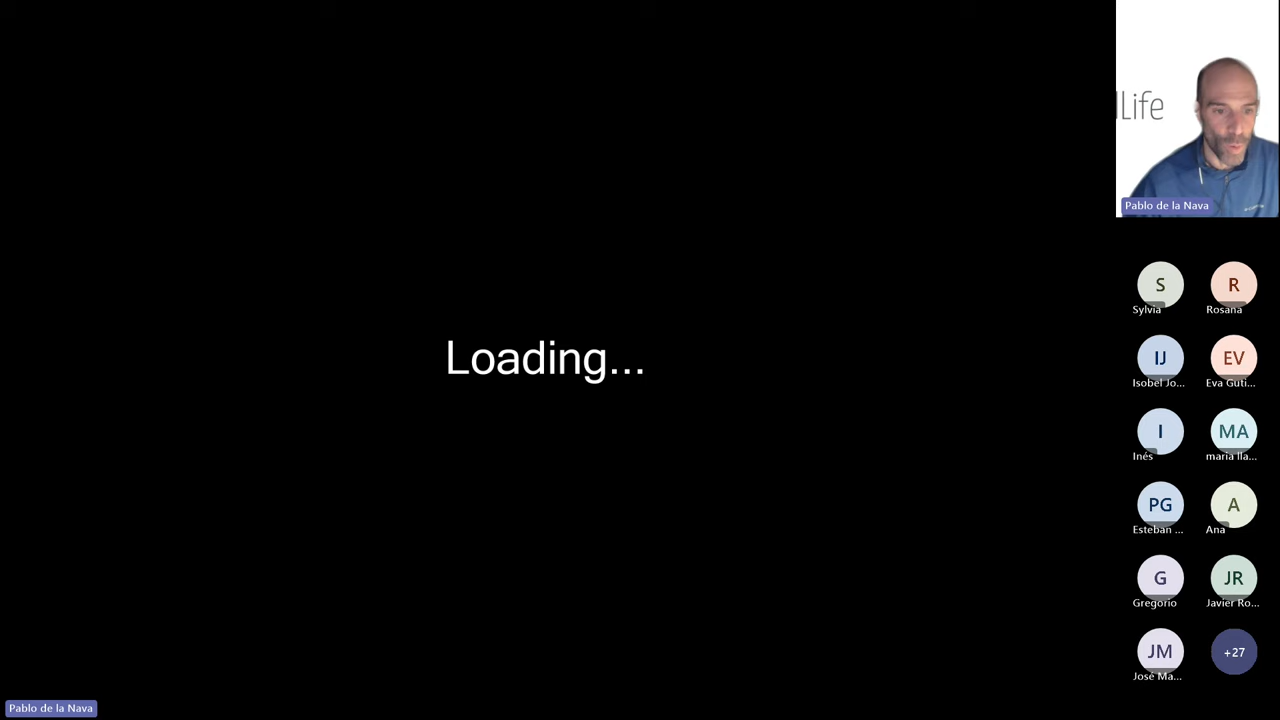 Life
Pablo de la Nava
S
R
Sylvia
Rosana
IJ
EV
Isobel Jo...
Eva Guti...
I
MA
Inés
maria lla...
PG
A
Esteban ...
Ana
G
JR
Gregorio
Javier Ro...
JM
+27
José Ma...
Loading...
Pablo de la Nava